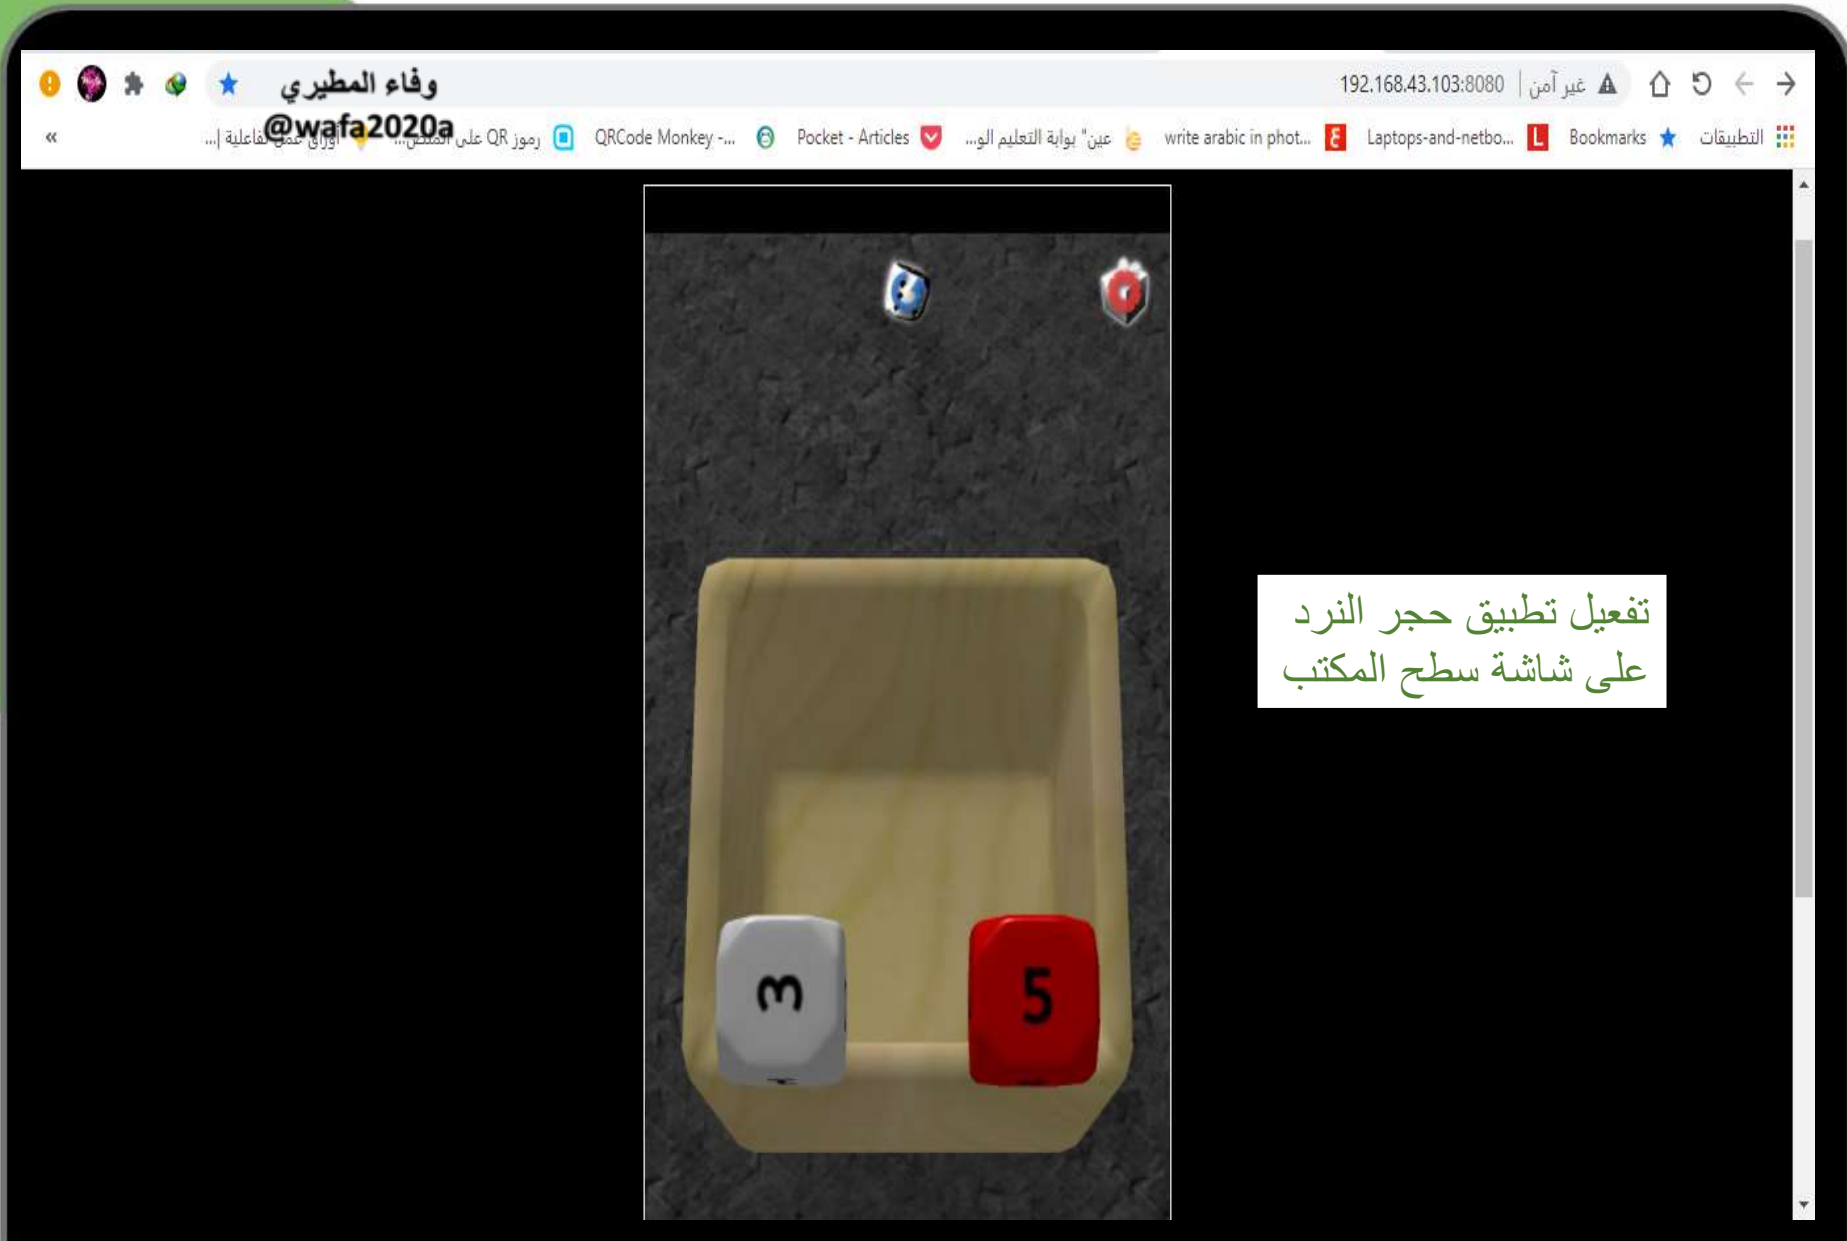 وفاء المطيري
@wafa2020a
غير آمن | 192.168.43.103:8080
التطبيقات
Bookmarks
Laptops-and-netbo...
write arabic in phot...
عين" بوابة التعليم الو...
Pocket - Articles
QRCode Monkey -...
رموز QR على
تفعيل تطبيق حجر النرد
على شاشة سطح المكتب
3
5